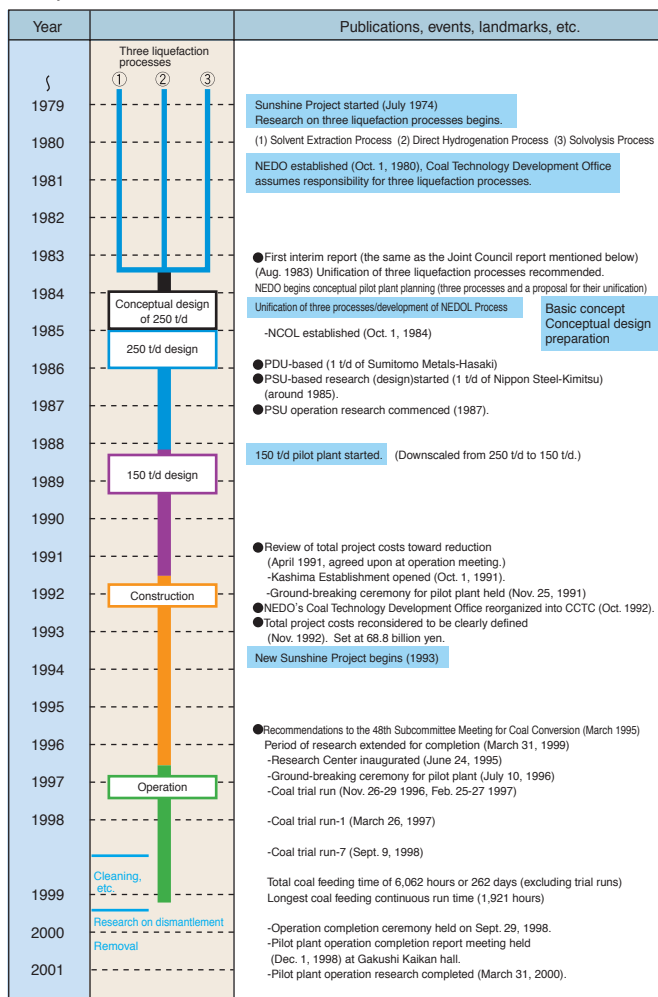 Year
Publications, events, landmarks, etc.
Three liquefaction
processes
① ② ③
1979
Sunshine Project started (July 1974)
Research on three liquefaction processes begins.
1980
(1) Solvent Extraction Process (2) Direct Hydrogenation Process (3) Solvolysis Process
NEDO established (Oct. 1, 1980), Coal Technology Development Office
assumes responsibility for three liquefaction processes.
1981
1982
1983
●First interim report (the same as the Joint Council report mentioned below)
(Aug. 1983) Unification of three liquefaction processes recommended.
NEDO begins conceptual pilot plant planning (three processes and a proposal for their unification)
1984
Conceptual design
of 250 t/d
Unification of three processes/development of NEDOL Process
Basic concept
Conceptual design
preparation
1985
-NCOL established (Oct. 1, 1984)
250 t/d design
1986
●PDU-based (1 t/d of Sumitomo Metals-Hasaki)
●PSU-based research (design)started (1 t/d of Nippon Steel-Kimitsu)
(around 1985).
●PSU operation research commenced (1987).
1987
1988
150 t/d pilot plant started. (Downscaled from 250 t/d to 150 t/d.)
150 t/d design
1989
1990
1991
●Review of total project costs toward reduction
(April 1991, agreed upon at operation meeting.)
-Kashima Establishment opened (Oct. 1, 1991).
-Ground-breaking ceremony for pilot plant held (Nov. 25, 1991)
1992
Construction
●NEDO's Coal Technology Development Office reorganized into CCTC (Oct. 1992).
●Total project costs reconsidered to be clearly defined
(Nov. 1992). Set at 68.8 billion yen.
1993
New Sunshine Project begins (1993)
1994
1995
●Recommendations to the 48th Subcommittee Meeting for Coal Conversion (March 1995)
Period of research extended for completion (March 31, 1999)
1996
-Research Center inaugurated (June 24, 1995)
-Ground-breaking ceremony for pilot plant (July 10, 1996)
-Coal trial run (Nov. 26-29 1996, Feb. 25-27 1997)
1997
Operation
1998
-Coal trial run-1 (March 26, 1997)
-Coal trial run-7 (Sept. 9, 1998)
Cleaning,
etc.
Total coal feeding time of 6,062 hours or 262 days (excluding trial runs)
Longest coal feeding continuous run time (1,921 hours)
1999
Research on dismantlement
2000
Removal
-Operation completion ceremony held on Sept. 29, 1998.
-Pilot plant operation completion report meeting held
(Dec. 1, 1998) at Gakushi Kaikan hall.
-Pilot plant operation research completed (March 31, 2000).
2001